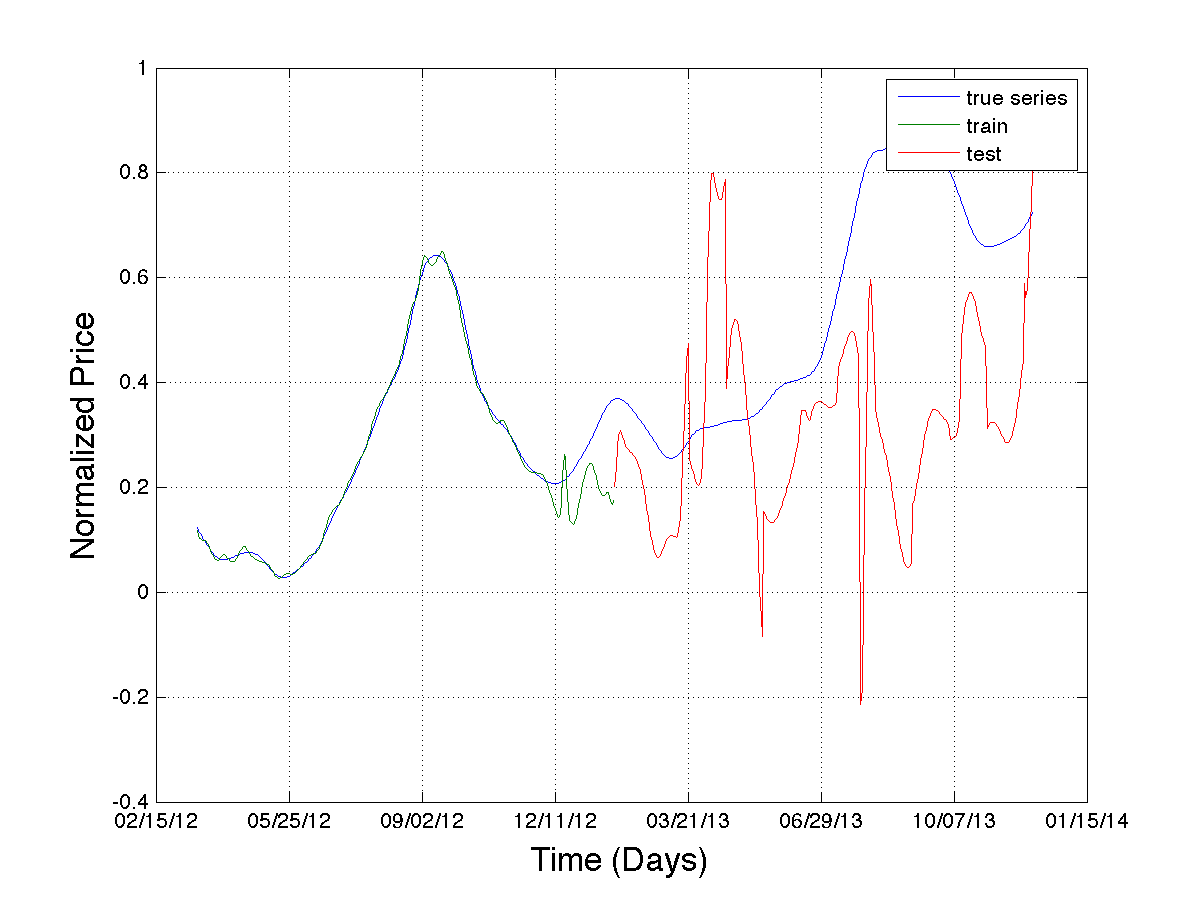 1
0.8
0.6
0.4
0.2
0
-0.2
-0.4
Normalized Price
true series
train
test
02/15/12 05/25/12 09/02/12 12/11/12 03/21/13 06/29/13 10/07/13 01/15/14
Time (Days)